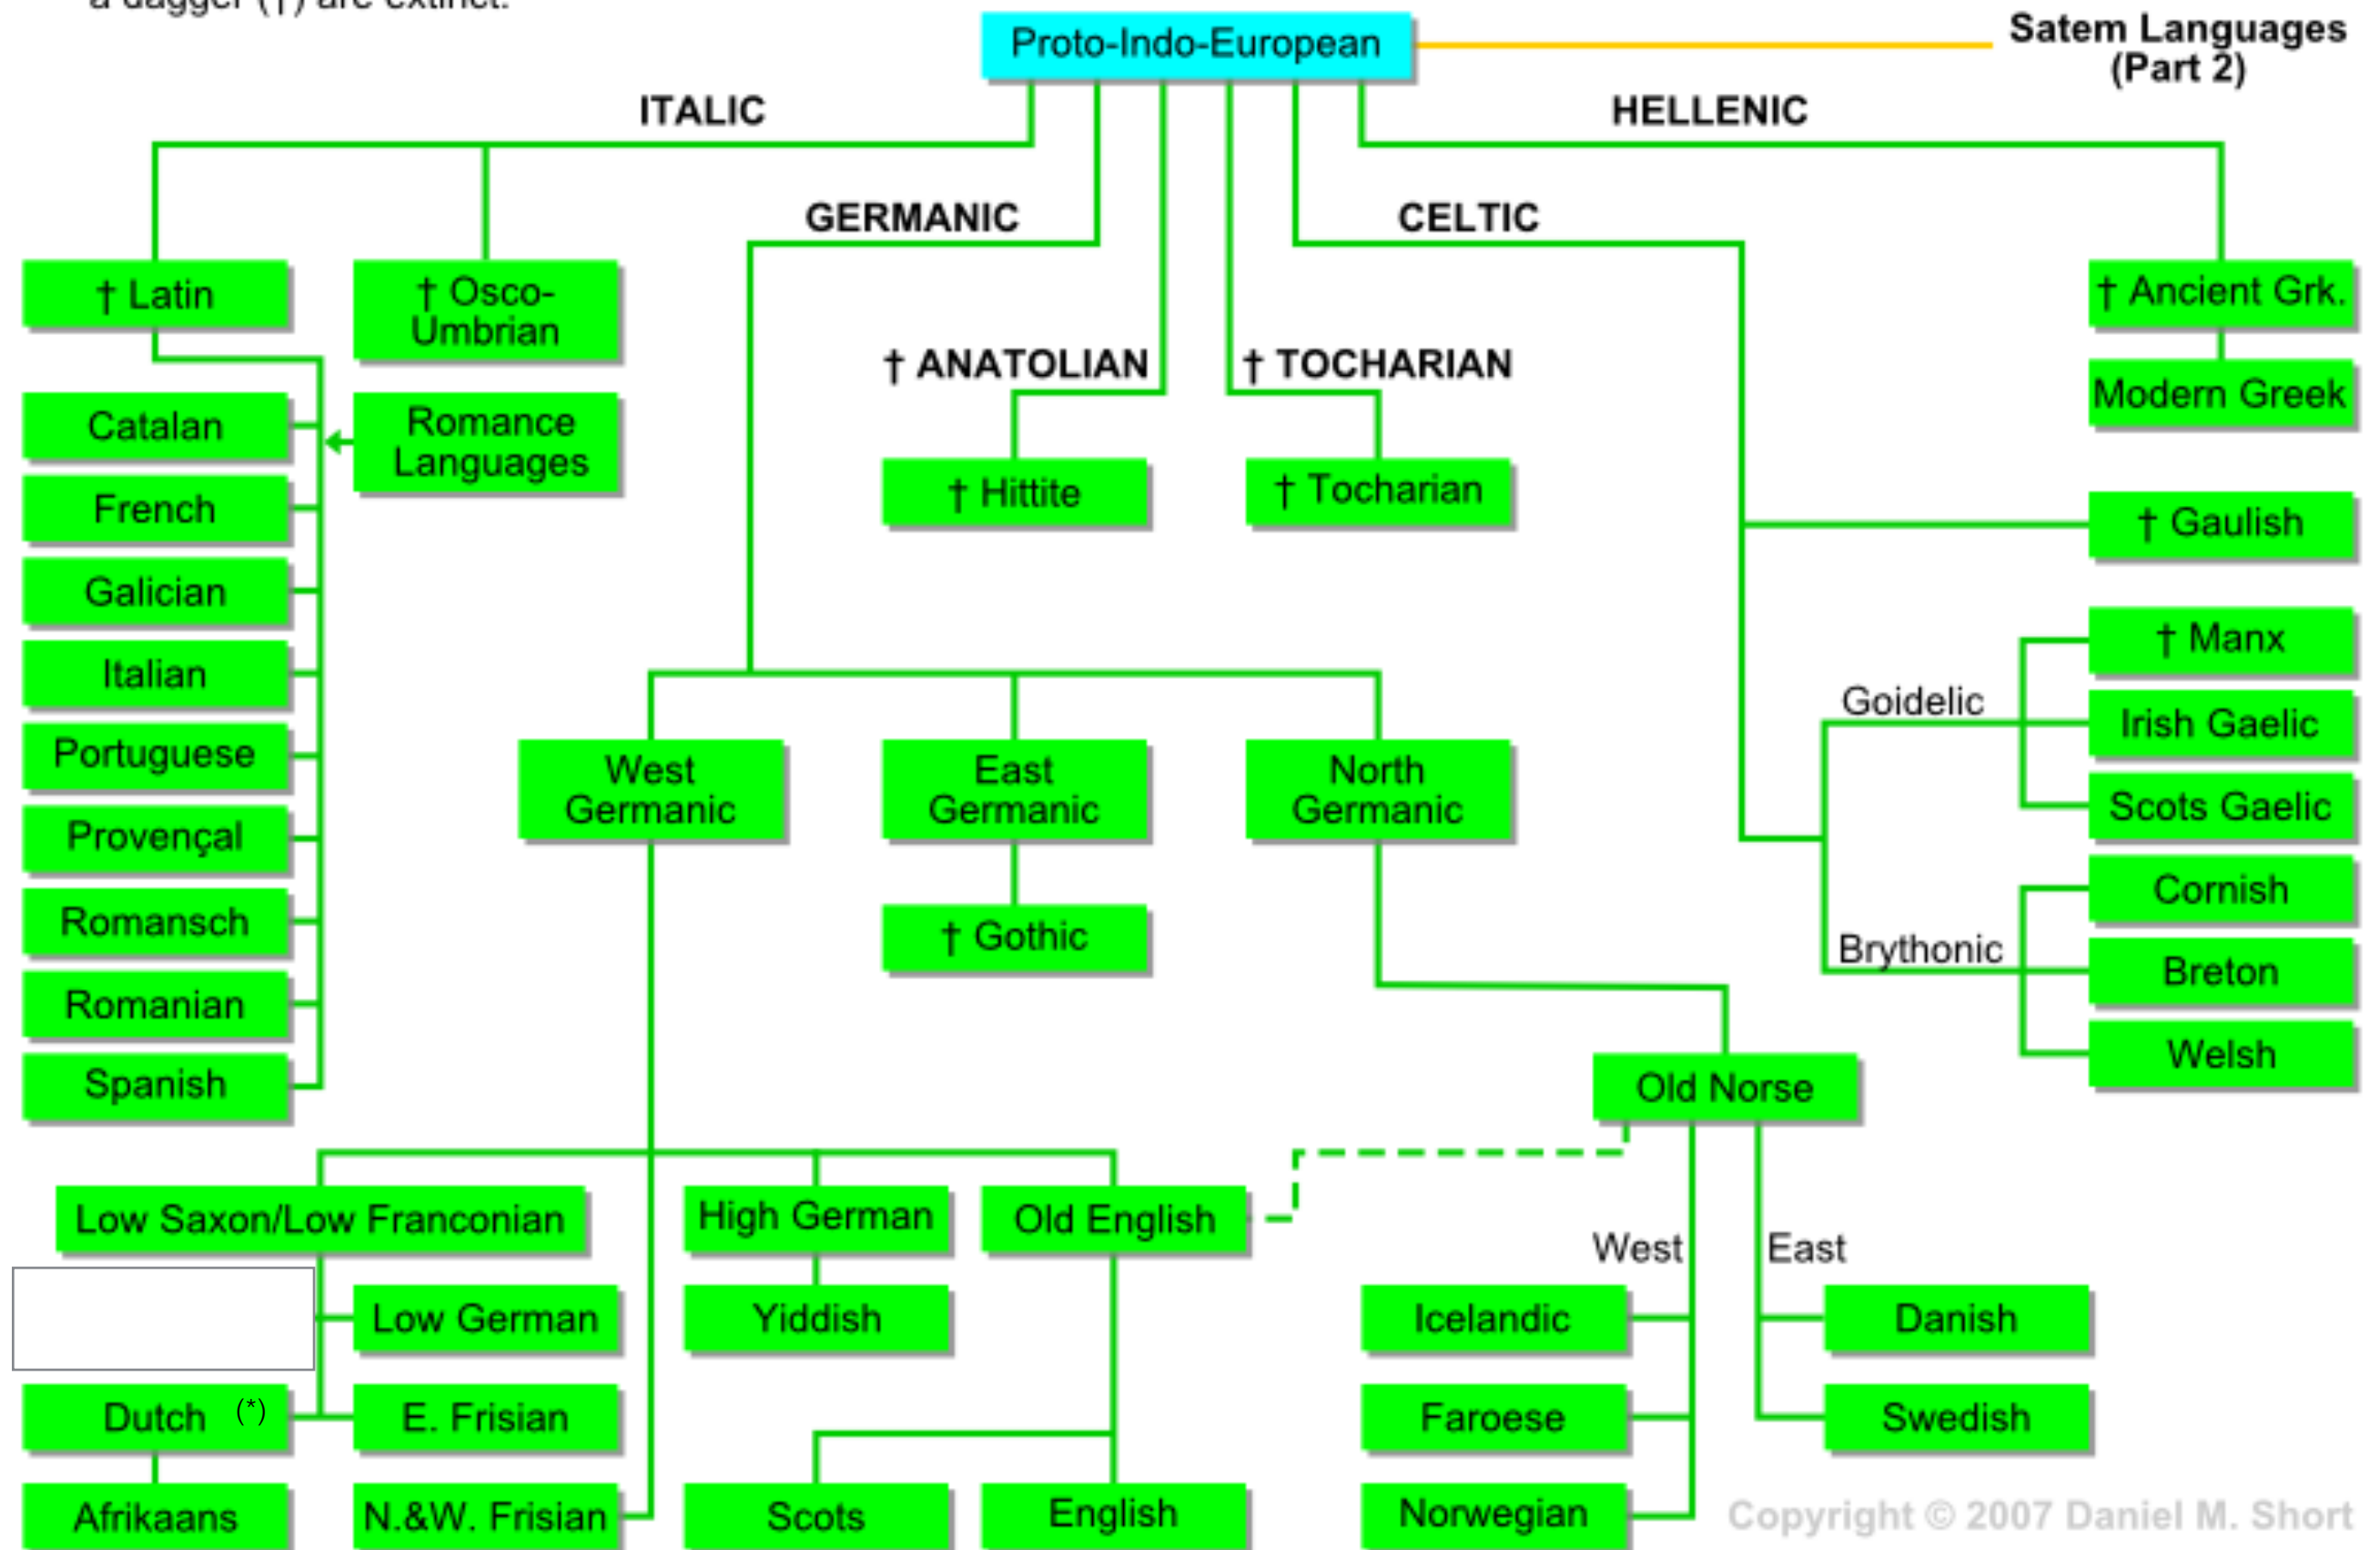 a dagger (†) are extinct.
Proto-Indo-European
Satem Languages
(Part 2)
ITALIC
HELLENIC
GERMANIC
CELTIC
† Latin
† Osco-
Umbrian
† Ancient Grk.
† ANATOLIAN
† TOCHARIAN
Modern Greek
Catalan
Romance
Languages
† Hittite
† Tocharian
French
† Gaulish
Galician
† Manx
Italian
Goidelic
Irish Gaelic
Portuguese
West
Germanic
East
Germanic
North
Germanic
Scots Gaelic
Provençal
Cornish
Romansch
† Gothic
Brythonic
Breton
Romanian
Welsh
Spanish
Old Norse
Low Saxon/Low Franconian
High German
Old English
West
East
Low German
Yiddish
Icelandic
Danish
Dutch (*)
E. Frisian
Faroese
Swedish
Afrikaans
N.&W. Frisian
Scots
English
Norwegian
Copyright © 2007 Daniel M. Short